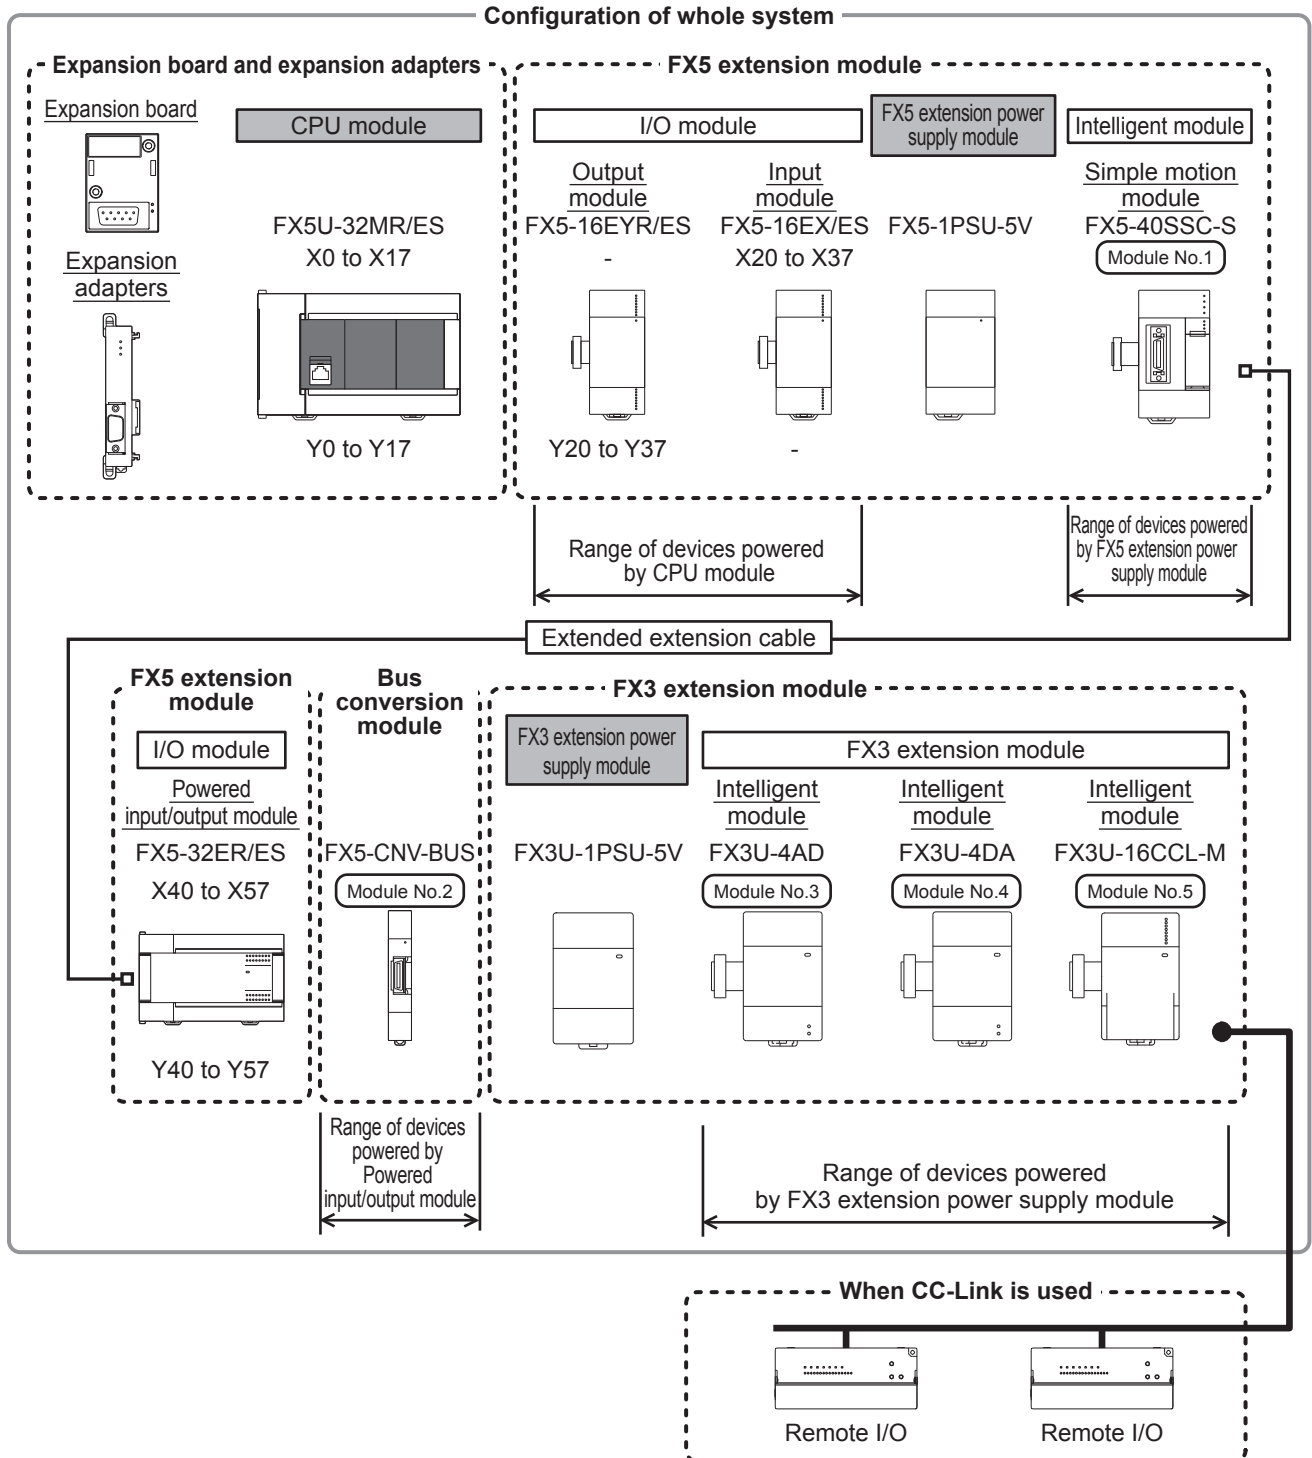 Configuration of whole system
Expansion board and expansion adapters
Expansion board
CPU module
FX5U-32MR/ES
X0 to X17
Expansion
adapters
Y0 to Y17
FX5 extension module
I/O module
FX5 extension power
supply module
Intelligent module
Output
module
FX5-16EYR/ES
-
Y20 to Y37
Input
module
FX5-16EX/ES
X20 to X37
-
FX5-1PSU-5V
Simple motion
module
FX5-40SSC-S
Module No.1
Range of devices powered
by CPU module
Range of devices powered
by FX5 extension power
supply module
Extended extension cable
FX5 extension
module
I/O module
Powered
input/output module
FX5-32ER/ES
X40 to X57
Y40 to Y57
Bus
conversion
module
FX5-CNV-BUS
Module No.2
Range of devices
powered by
Powered
input/output module
FX3 extension module
FX3 extension power
supply module
FX3U-1PSU-5V
FX3 extension module
Intelligent
module
FX3U-4AD
Module No.3
Intelligent
module
FX3U-4DA
Module No.4
Intelligent
module
FX3U-16CCL-M
Module No.5
Range of devices powered
by FX3 extension power supply module
When CC-Link is used
Remote I/O
Remote I/O